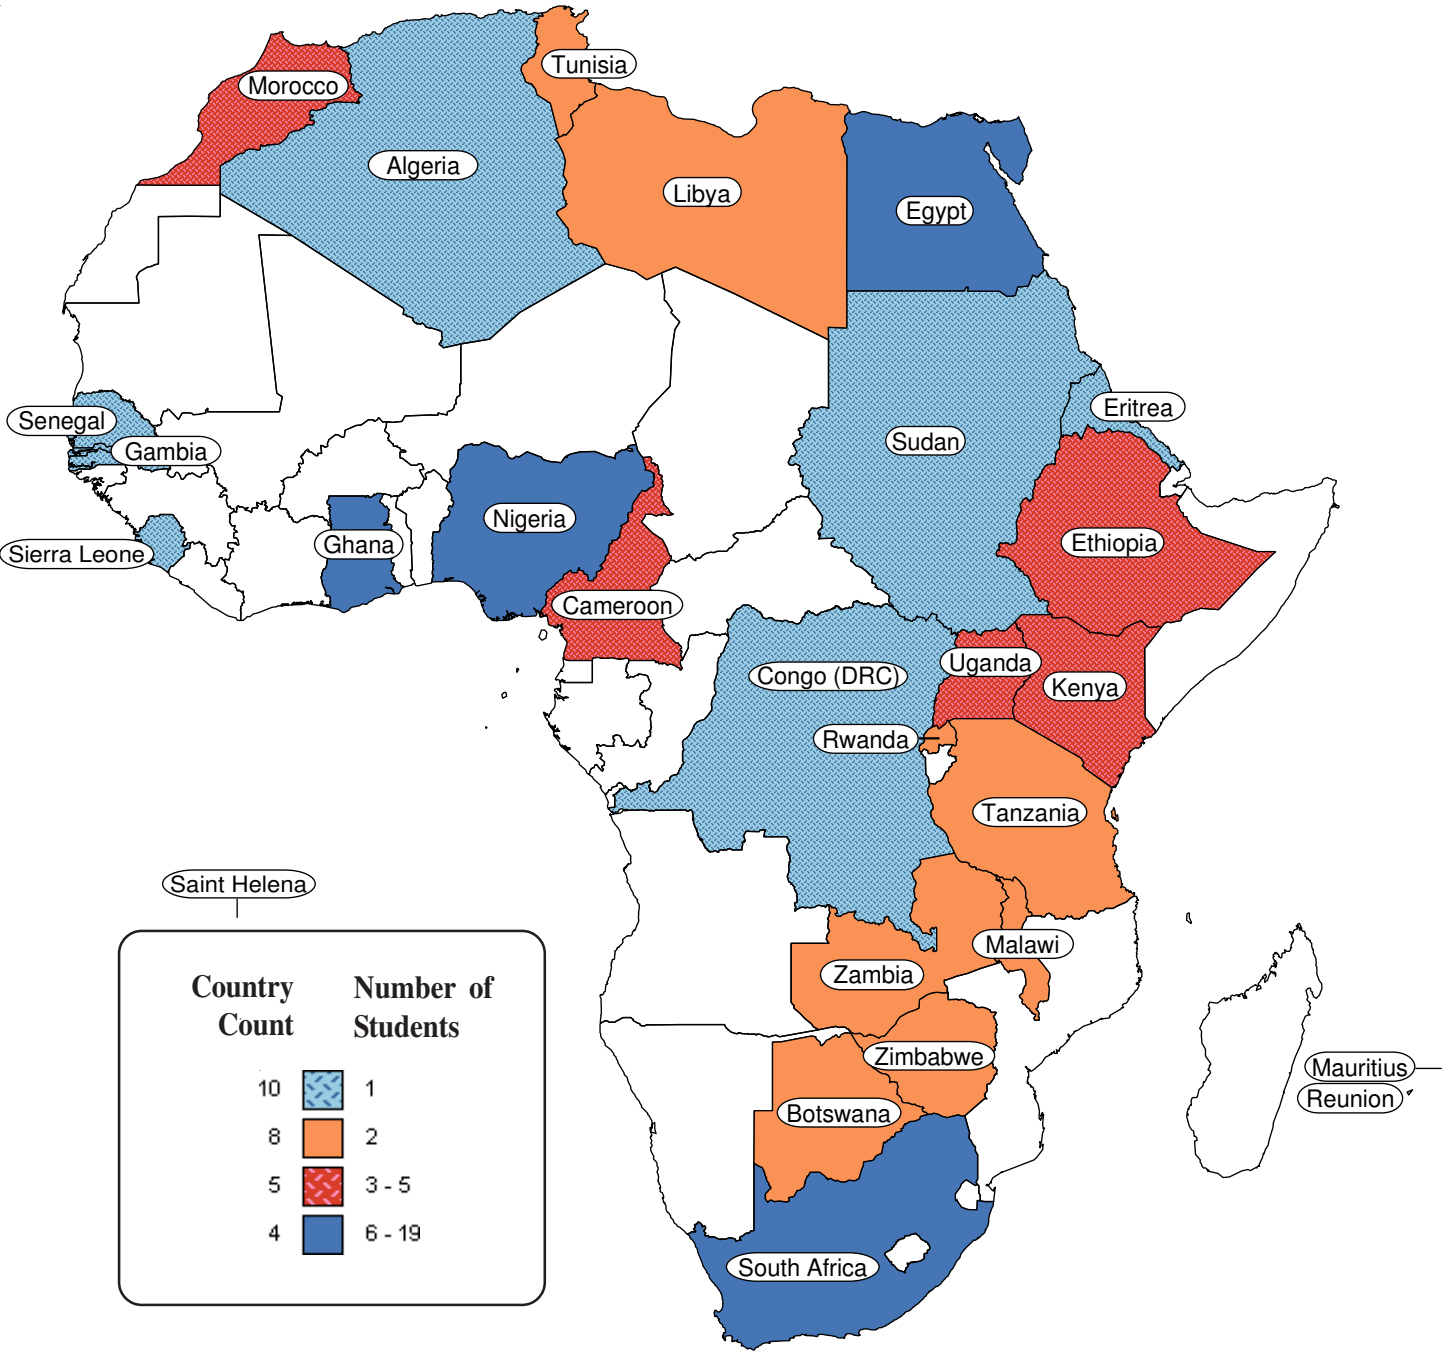 Tunisia
Morocco
Algeria
Libya
Egypt
Senegal
Eritrea
Gambia
Sudan
Nigeria
Sierra Leone
Ghana
Ethiopia
Cameroon
Uganda
Congo (DRC)
Kenya
Rwanda
Tanzania
Saint Helena
Malawi
Zambia
Zimbabwe
Mauritius
Reunion
Botswana
South Africa
Country Number of
Count Students
10 1
8 2
5 3 - 5
4 6 - 19